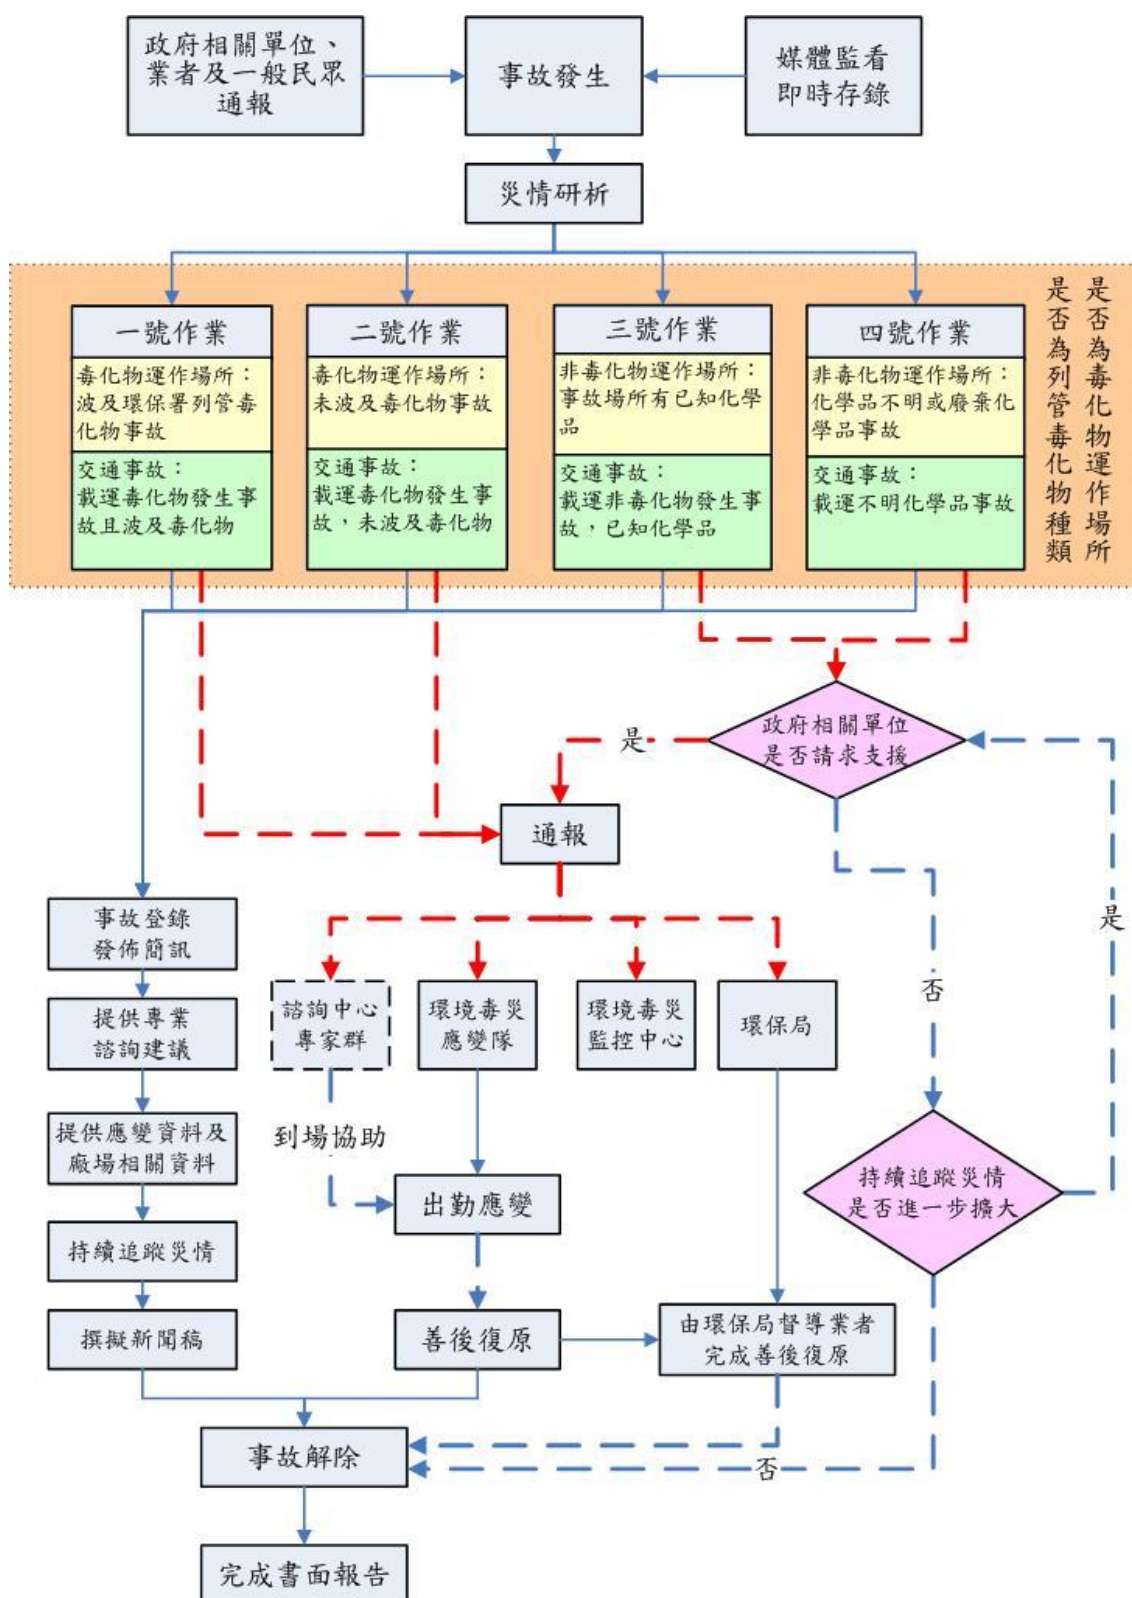 政府相關單位、
業者及一般民眾
通報
事故發生
媒體監看
即時存錄
災情研析
一號作業
毒化物運作場所：
波及環保署列管毒
化物事故
交通事故：
載運毒化物發生事
故且波及毒化物
二號作業
毒化物運作場所：
未波及毒化物事故
交通事故：
載運毒化物發生事
故，未波及毒化物
三號作業
非毒化物運作場所：
事故場所有已知化學
品
交通事故：
載運非毒化物發生事
故，已知化學品
四號作業
非毒化物運作場所：
化學品不明或廢棄化
學品事故
交通事故：
載運不明化學品事故
是否為毒化物運作場所
是否為列管毒化物種類
政府相關單位
是否請求支援
是
通報
事故登錄
發佈簡訊
是
否
諮詢中心
專家群
環境毒災
應變隊
環境毒災
監控中心
環保局
提供專業
諮詢建議
到場協助
提供應變資料及
廠場相關資料
出勤應變
持續追蹤災情
是否進一步擴大
持續追蹤災情
撰擬新聞稿
善後復原
由環保局督導業者
完成善後復原
事故解除
否
完成書面報告